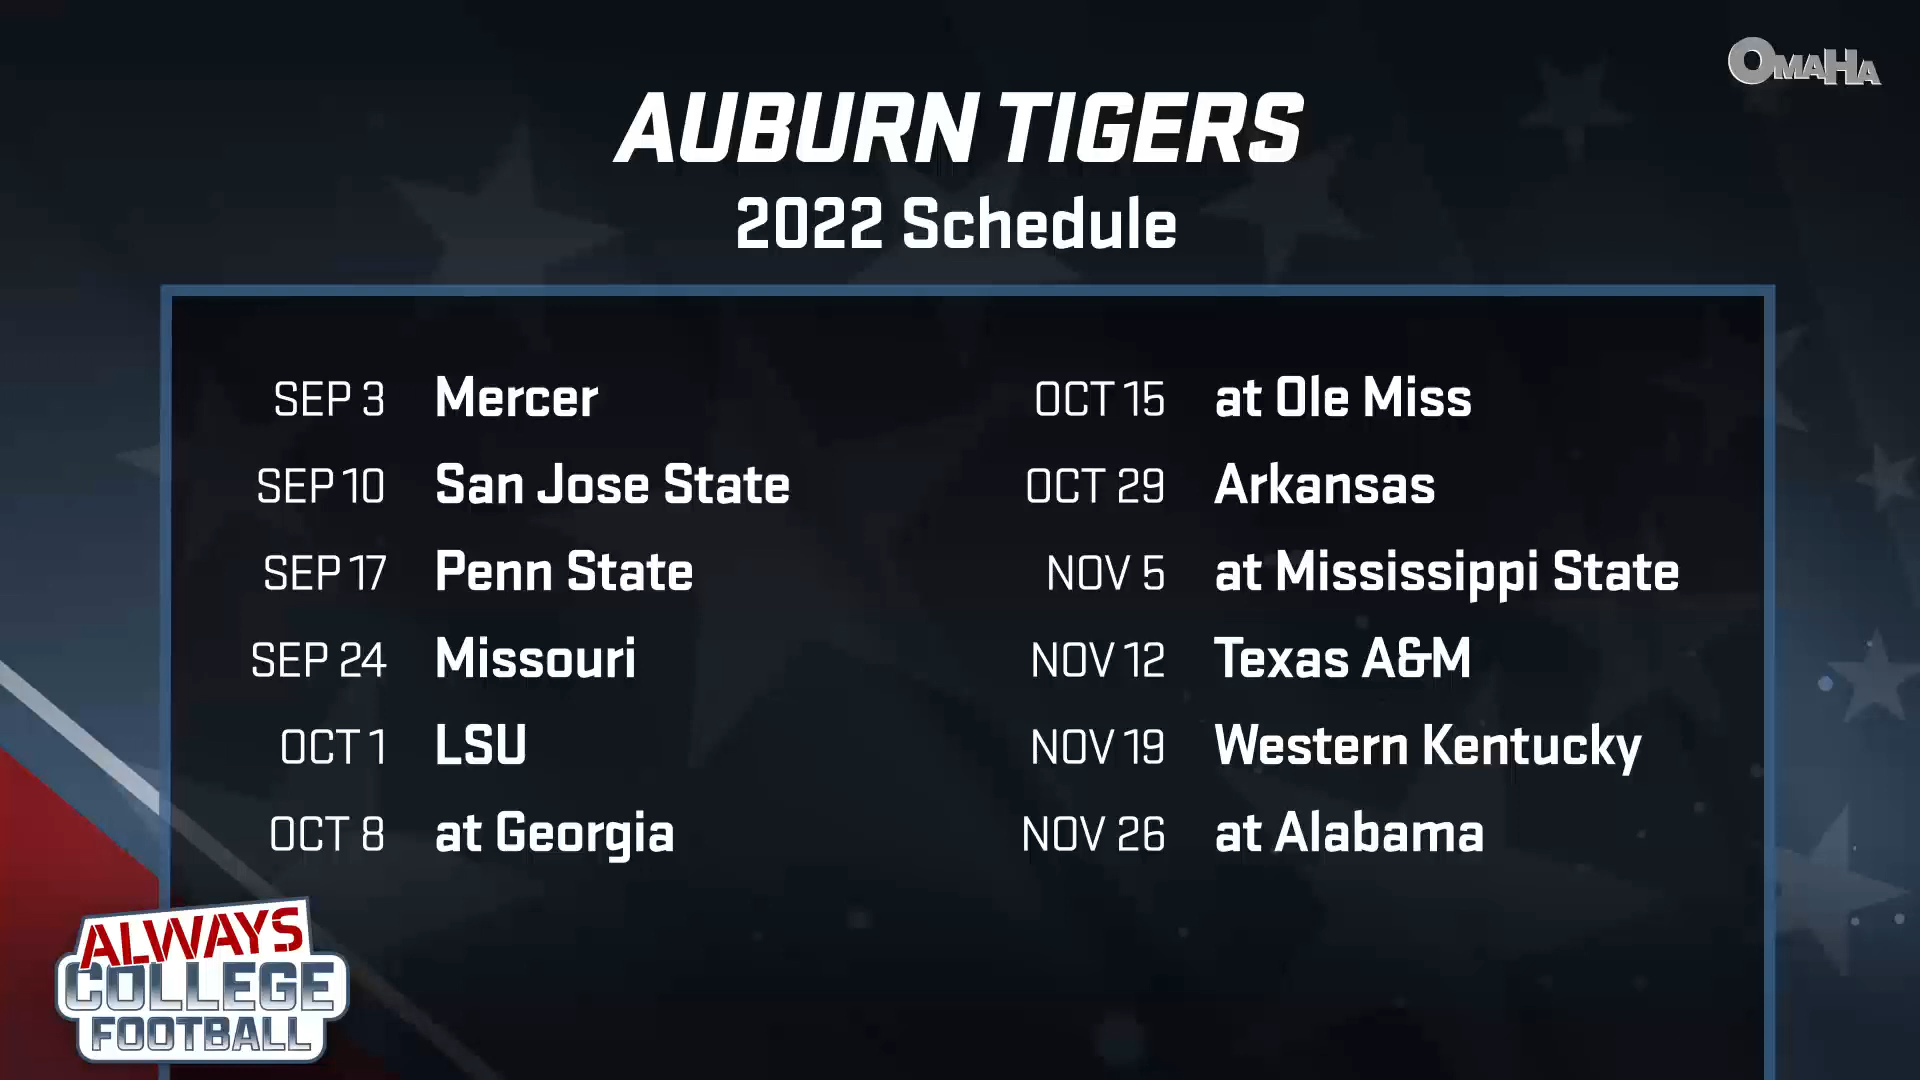 OMAHA
AUBURN TIGERS
2022 Schedule
SEP 3 Mercer
SEP 10 San Jose State
SEP 17 Penn State
SEP 24 Missouri
OCT 1 LSU
OCT 8 at Georgia
OCT 15 at Ole Miss
OCT 29 Arkansas
NOV 5 at Mississippi State
NOV 12 Texas A&M
NOV 19 Western Kentucky
NOV 26 at Alabama
ALWAYS
COLLEGE
FOOTBALL